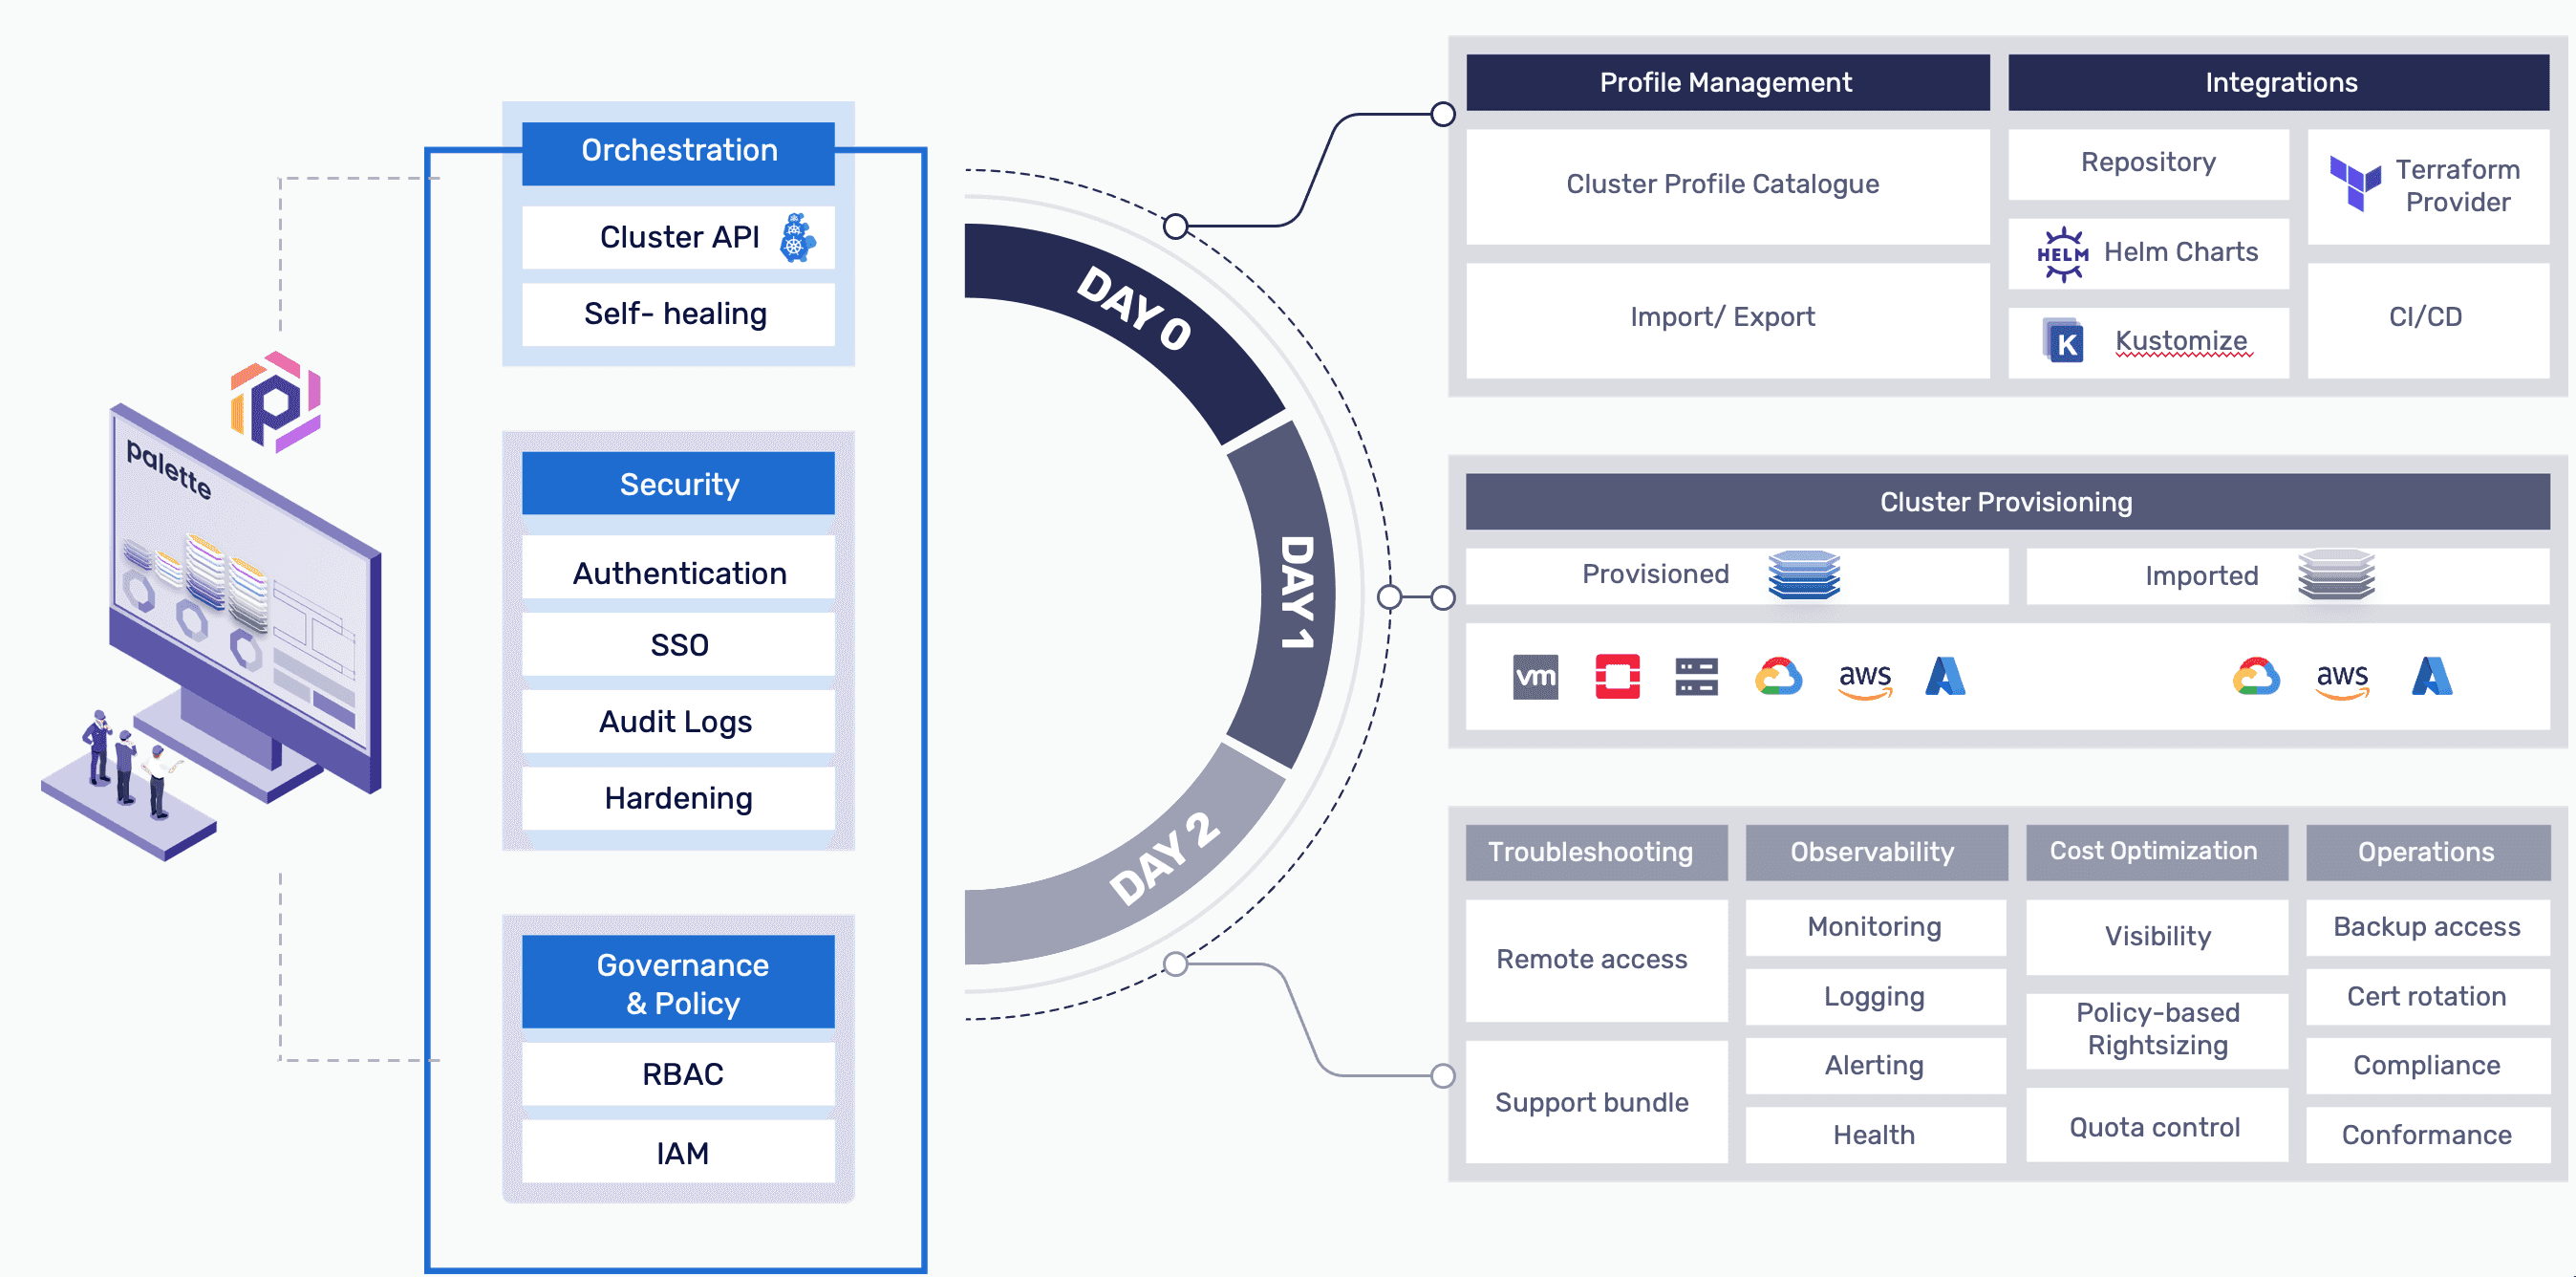 palette
Orchestration
Cluster API
Self- healing
Security
Authentication
SSO
Audit Logs
Hardening
Governance
& Policy
RBAC
IAM
DAY 0
DAY 1
DAY 2
Profile Management
Cluster Profile Catalogue
Import/ Export
Integrations
Repository
HELM Helm Charts
K Kustomize
Terraform
Provider
CI/CD
Cluster Provisioning
Provisioned
Imported
vm
aws
aws
Troubleshooting
Remote access
Support bundle
Observability
Monitoring
Logging
Alerting
Health
Cost Optimization
Visibility
Policy-based
Rightsizing
Quota control
Operations
Backup access
Cert rotation
Compliance
Conformance